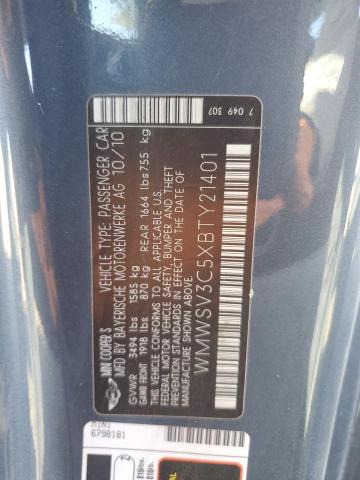 MINI COOPER S
VEHICLE TYPE: PASSENGER CAR
MFD BY BAYERISCHE MOTORENWERKE AG 10/10
GVWR 3494 lbs 1585 kg
GAWR FRONT 1918 lbs 870 kg REAR 1664 lbs 755 kg
THIS VEHICLE CONFORMS TO ALL APPLICABLE U.S.
FEDERAL MOTOR VEHICLE SAFETY, BUMPER AND THEFT
PREVENTION STANDARDS IN EFFECT ON THE DATE OF
MANUFACTURE SHOWN ABOVE.
WMWSV3C5XBTY21401
7 049 307
MINI
6798181
2
818lb.